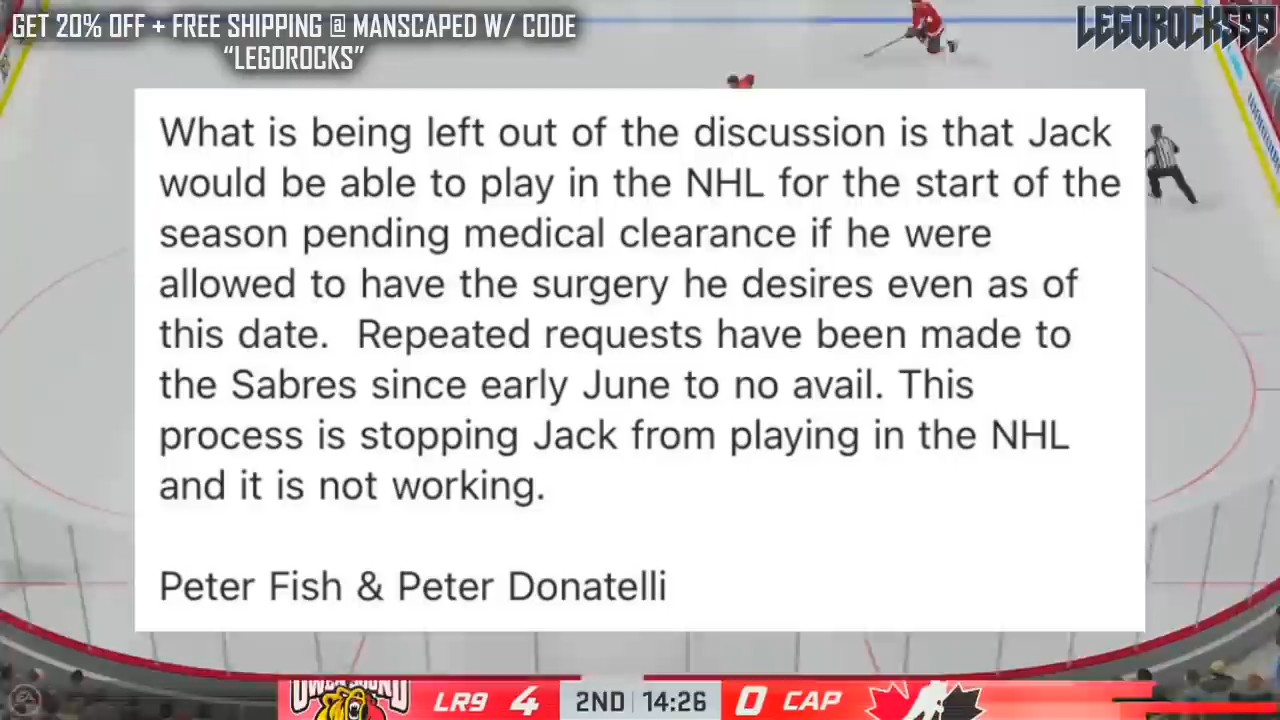 GET 20% OFF + FREE SHIPPING @ MANSCAPED W/ CODE
"LEGOROCKS"
LEGOROCKS99
What is being left out of the discussion is that Jack
would be able to play in the NHL for the start of the
season pending medical clearance if he were
allowed to have the surgery he desires even as of
this date.  Repeated requests have been made to
the Sabres since early June to no avail. This
process is stopping Jack from playing in the NHL
and it is not working.
Peter Fish & Peter Donatelli
OWEN SOUND
LR9 4 2ND 14:26 0 CAP